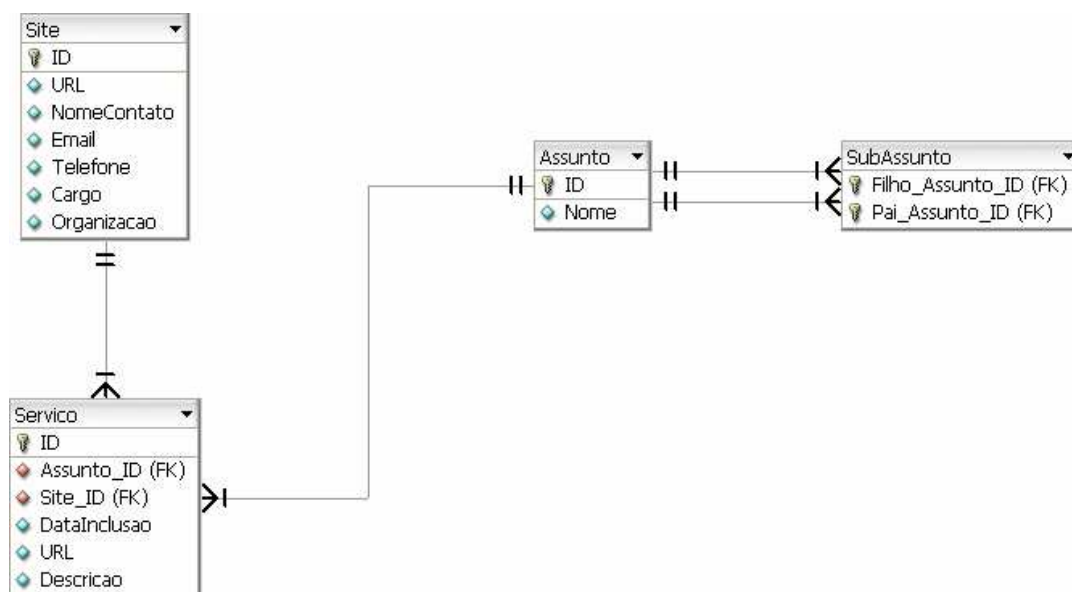 Site
ID
URL
NomeContato
Email
Telefone
Cargo
Organizacao
Assunto
ID
Nome
SubAssunto
Filho_Assunto_ID (FK)
Pai_Assunto_ID (FK)
Servico
ID
Assunto_ID (FK)
Site_ID (FK)
DataInclusao
URL
Descricao